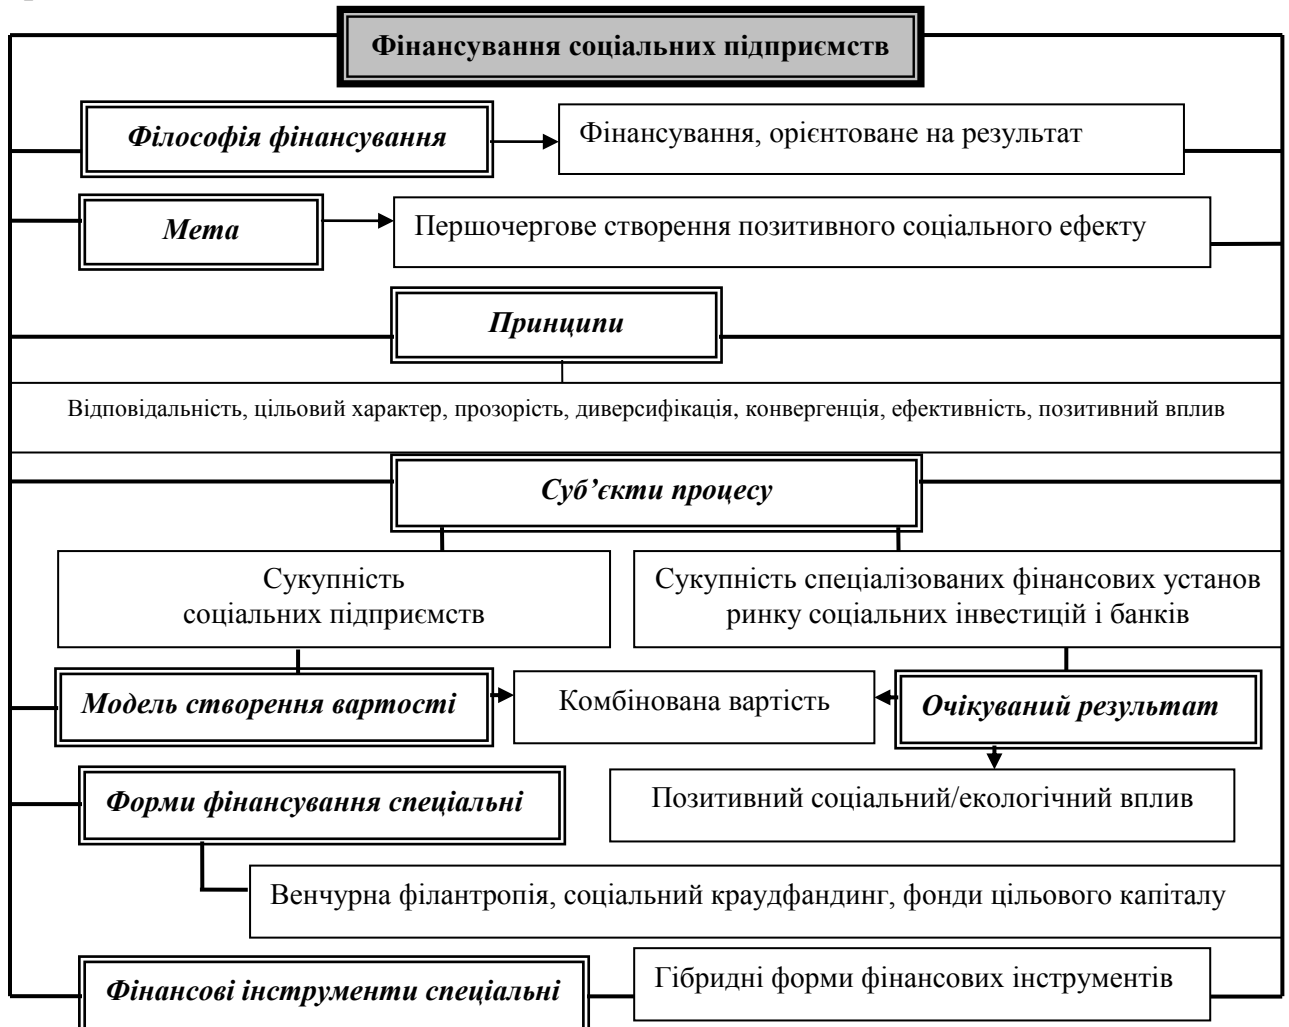 Фінансування соціальних підприємств
Філософія фінансування
Фінансування, орієнтоване на результат
Мета
Першочергове створення позитивного соціального ефекту
Принципи
Відповідальність, цільовий характер, прозорість, диверсифікація, конвергенція, ефективність, позитивний вплив
Суб’єкти процесу
Сукупність
соціальних підприємств
Сукупність спеціалізованих фінансових установ
ринку соціальних інвестицій і банків
Модель створення вартості
Комбінована вартість
Очікуваний результат
Форми фінансування спеціальні
Позитивний соціальний/екологічний вплив
Венчурна філантропія, соціальний краудфандинг, фонди цільового капіталу
Фінансові інструменти спеціальні
Гібридні форми фінансових інструментів